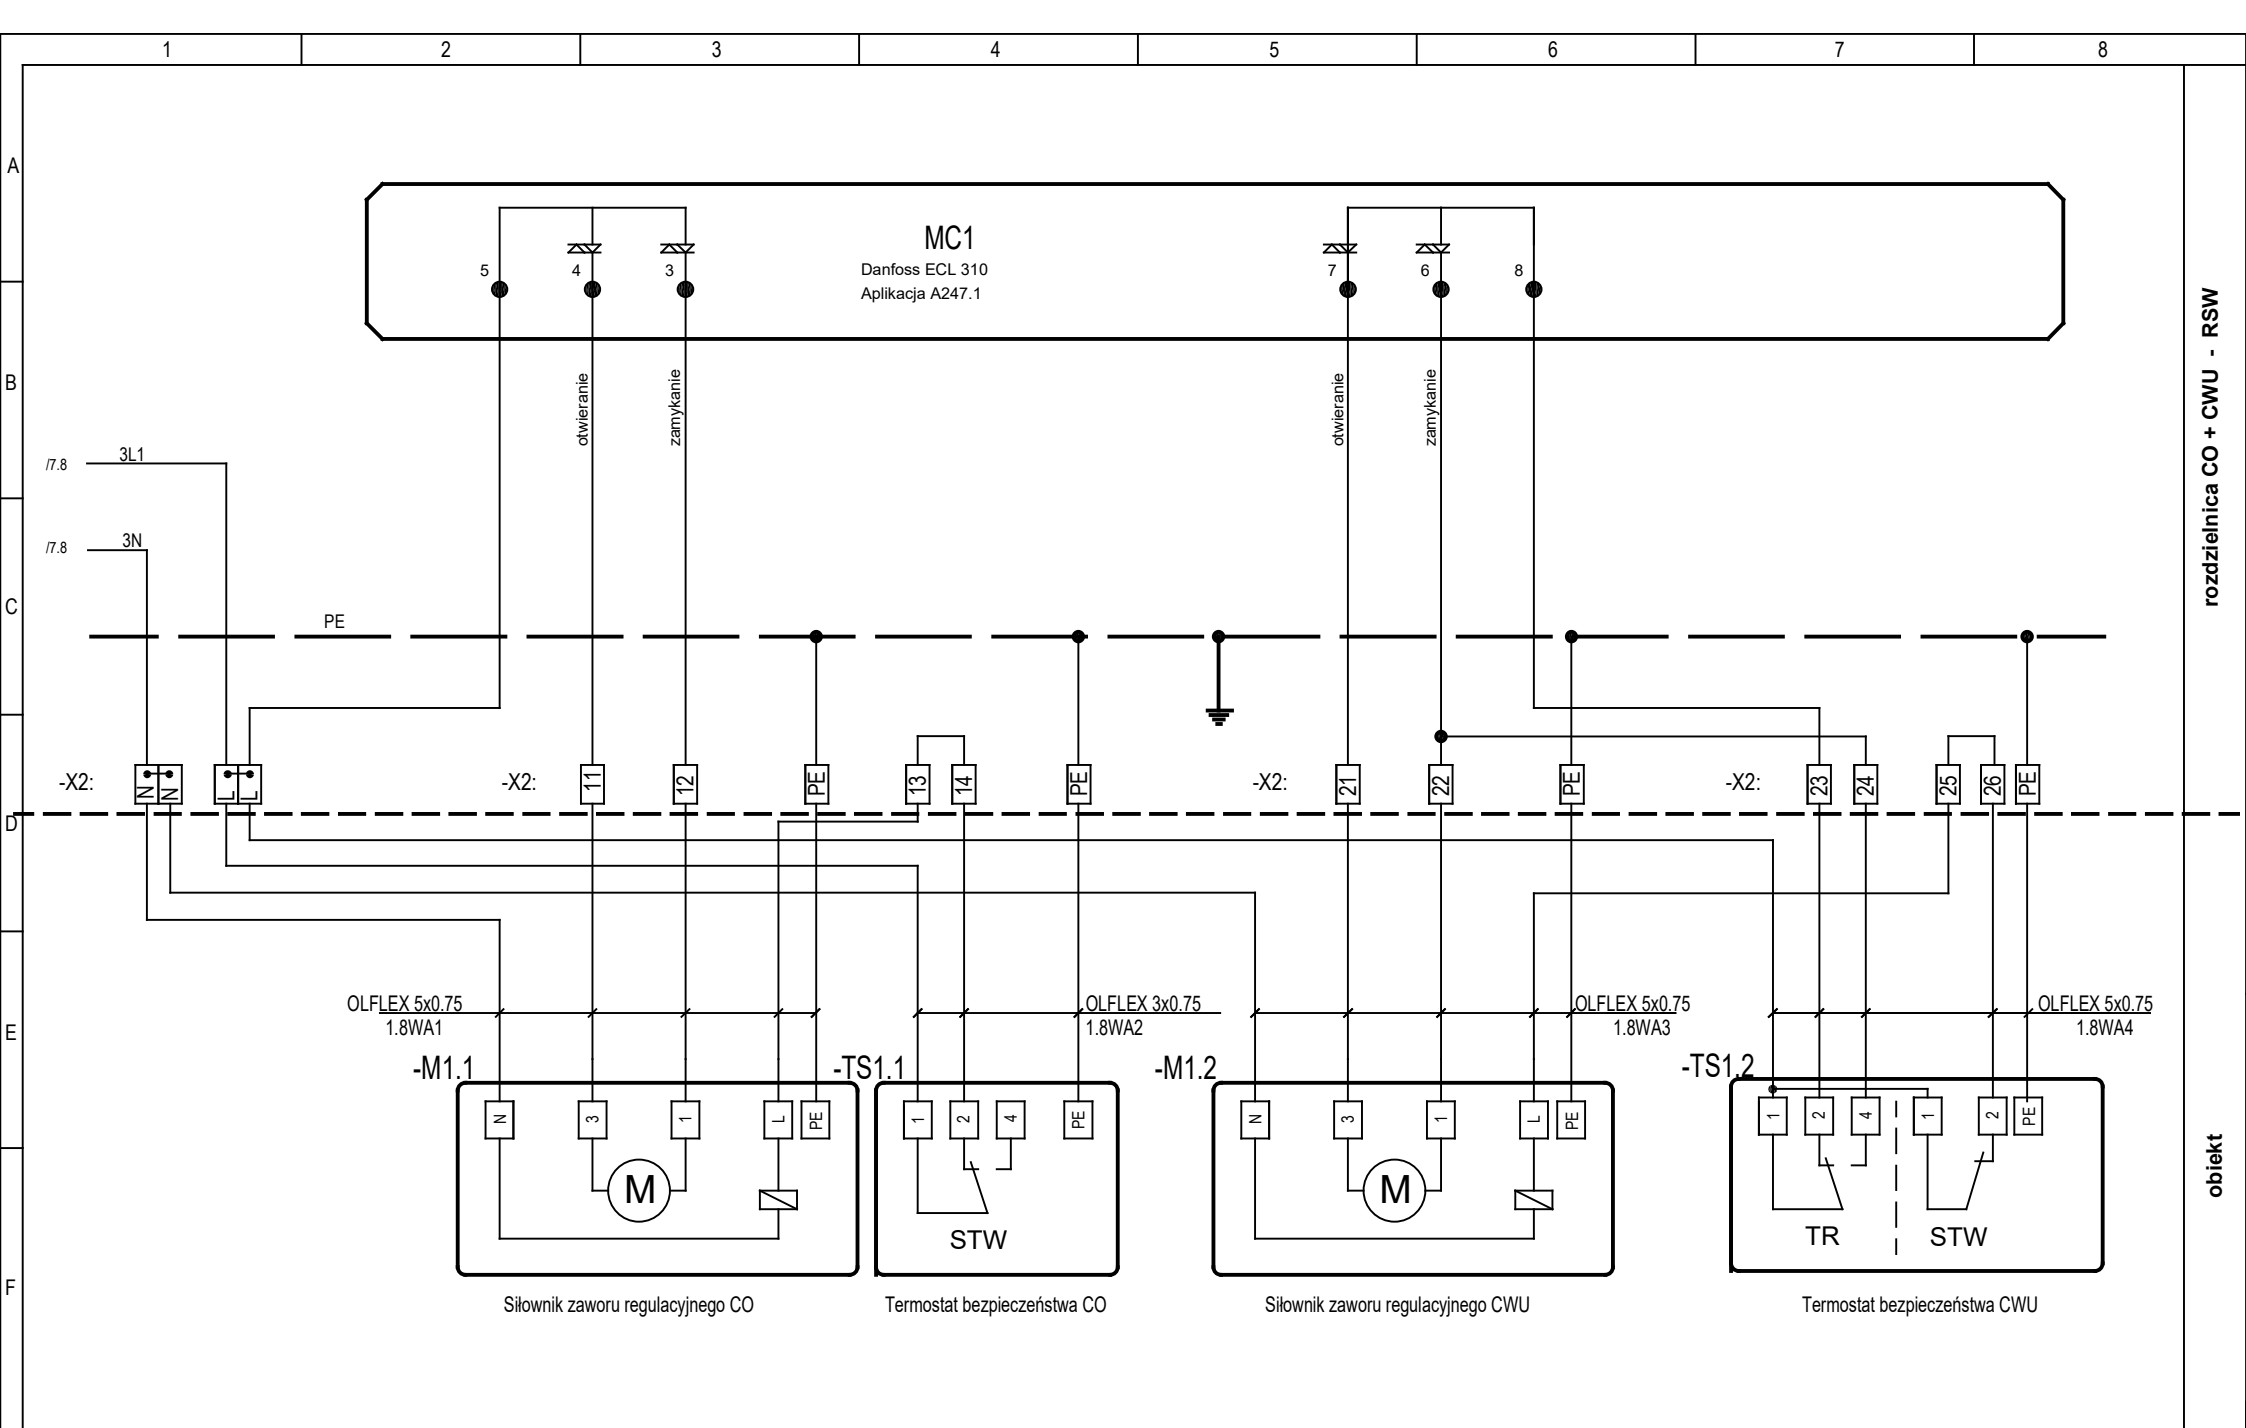 1 2 3 4 5 6 7 8
A
MC1
5 4 3 7 6 8
Danfoss ECL 310
Aplikacja A247.1
B
otwieranie
zamykanie
otwieranie
zamykanie
rozdzielnica CO + CWU - RSW
/7.8 3L1
/7.8 3N
C
PE
-X2: N N L L -X2: 11 12 PE 13 14 PE -X2: 21 22 PE -X2: 23 24 25 26 PE
D
OLFLEX 5x0.75
1.8WA1
OLFLEX 3x0.75
1.8WA2
OLFLEX 5x0.75
1.8WA3
OLFLEX 5x0.75
1.8WA4
E
-M1.1 -TS1.1 -M1.2 -TS1.2
N 3 1 L PE 1 2 4 PE N 3 1 L PE 1 2 4 1 2 PE
obiekt
M M
STW TR STW
F
Siłownik zaworu regulacyjnego CO
Termostat bezpieczeństwa CO
Siłownik zaworu regulacyjnego CWU
Termostat bezpieczeństwa CWU